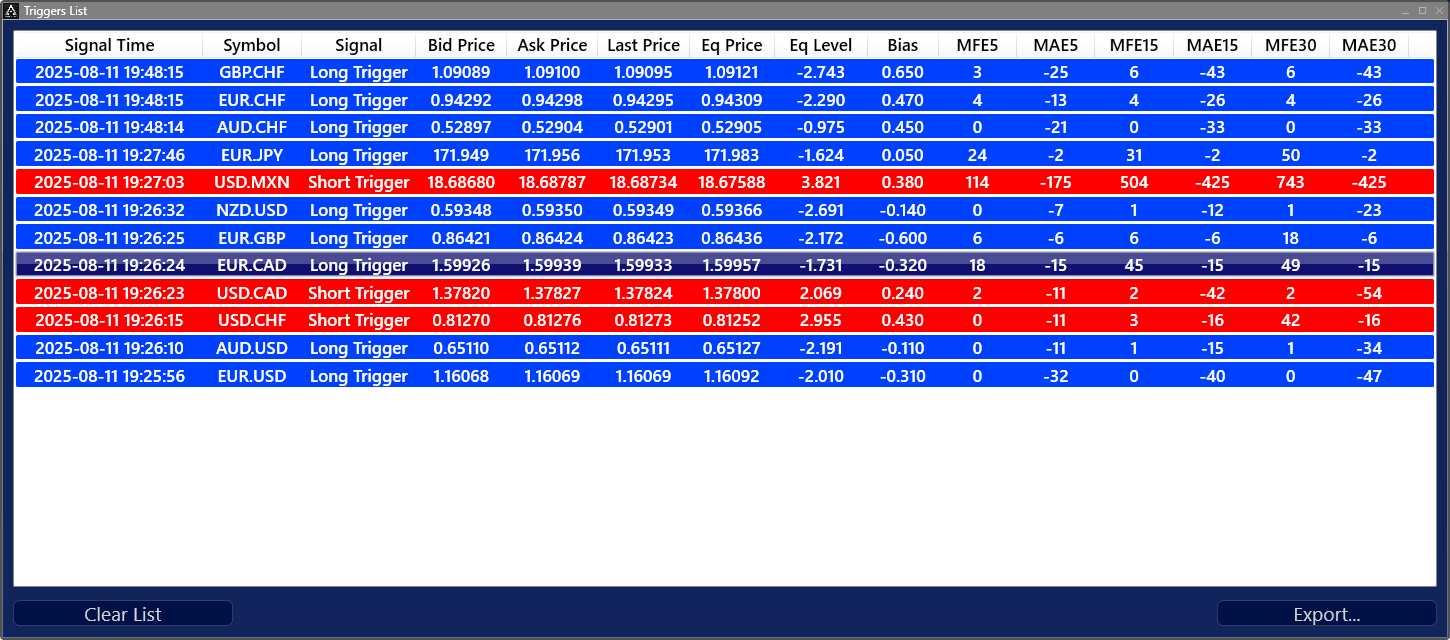 Triggers List
Signal Time Symbol Signal Bid Price Ask Price Last Price Eq Price Eq Level Bias MFE5 MAE5 MFE15 MAE15 MFE30 MAE30
2025-08-11 19:48:15 GBP.CHF Long Trigger 1.09089 1.09100 1.09095 1.09121 -2.743 0.650 3 -25 6 -43 6 -43
2025-08-11 19:48:15 EUR.CHF Long Trigger 0.94292 0.94298 0.94295 0.94309 -2.290 0.470 4 -13 4 -26 4 -26
2025-08-11 19:48:14 AUD.CHF Long Trigger 0.52897 0.52904 0.52901 0.52905 -0.975 0.450 0 -21 0 -33 0 -33
2025-08-11 19:27:46 EUR.JPY Long Trigger 171.949 171.956 171.953 171.983 -1.624 0.050 24 -2 31 -2 50 -2
2025-08-11 19:27:03 USD.MXN Short Trigger 18.68680 18.68787 18.68734 18.67588 3.821 0.380 114 -175 504 -425 743 -425
2025-08-11 19:26:32 NZD.USD Long Trigger 0.59348 0.59350 0.59349 0.59366 -2.691 -0.140 0 -7 1 -12 1 -23
2025-08-11 19:26:25 EUR.GBP Long Trigger 0.86421 0.86424 0.86423 0.86436 -2.172 -0.600 6 -6 6 -6 18 -6
2025-08-11 19:26:24 EUR.CAD Long Trigger 1.59926 1.59939 1.59933 1.59957 -1.731 -0.320 18 -15 45 -15 49 -15
2025-08-11 19:26:23 USD.CAD Short Trigger 1.37820 1.37827 1.37824 1.37800 2.069 0.240 2 -11 2 -42 2 -54
2025-08-11 19:26:15 USD.CHF Short Trigger 0.81270 0.81276 0.81273 0.81252 2.955 0.430 0 -11 3 -16 42 -16
2025-08-11 19:26:10 AUD.USD Long Trigger 0.65110 0.65112 0.65111 0.65127 -2.191 -0.110 0 -11 1 -15 1 -34
2025-08-11 19:25:56 EUR.USD Long Trigger 1.16068 1.16069 1.16069 1.16092 -2.010 -0.310 0 -32 0 -40 0 -47
Clear List Export...